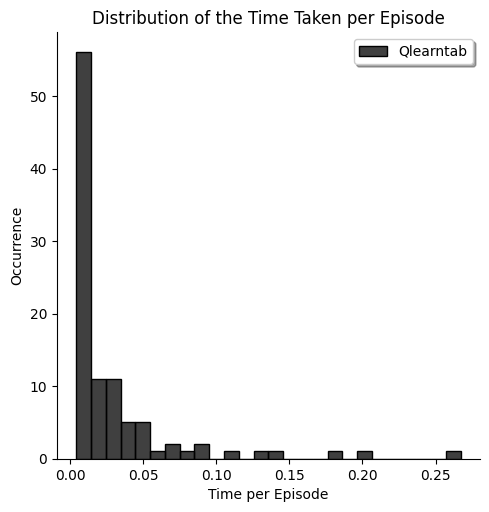 Distribution of the Time Taken per Episode
Qlearntab
Occurrence
50
40
30
20
10
0
0.00 0.05 0.10 0.15 0.20 0.25
Time per Episode